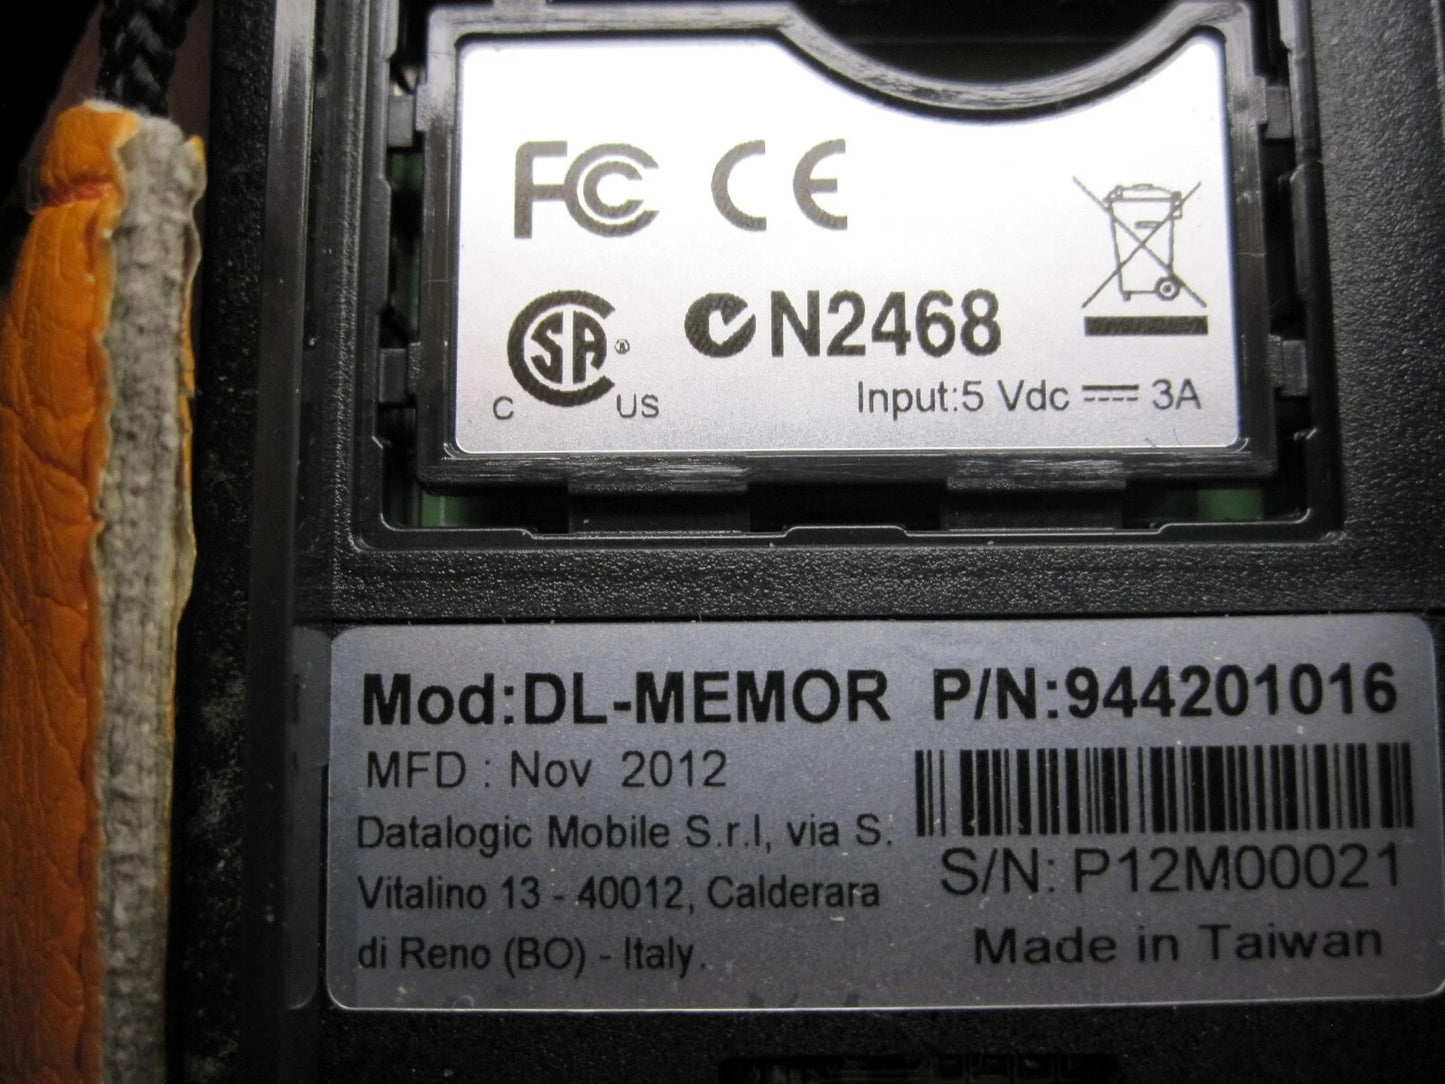 FC CE
CSA®
C US
N2468
Input:5 Vdc 3A
Mod:DL-MEMOR P/N:944201016
MFD : Nov 2012
Datalogic Mobile S.r.l, via S.
Vitalino 13 - 40012, Calderara
di Reno (BO) - Italy.
S/N: P12M00021
Made in Taiwan